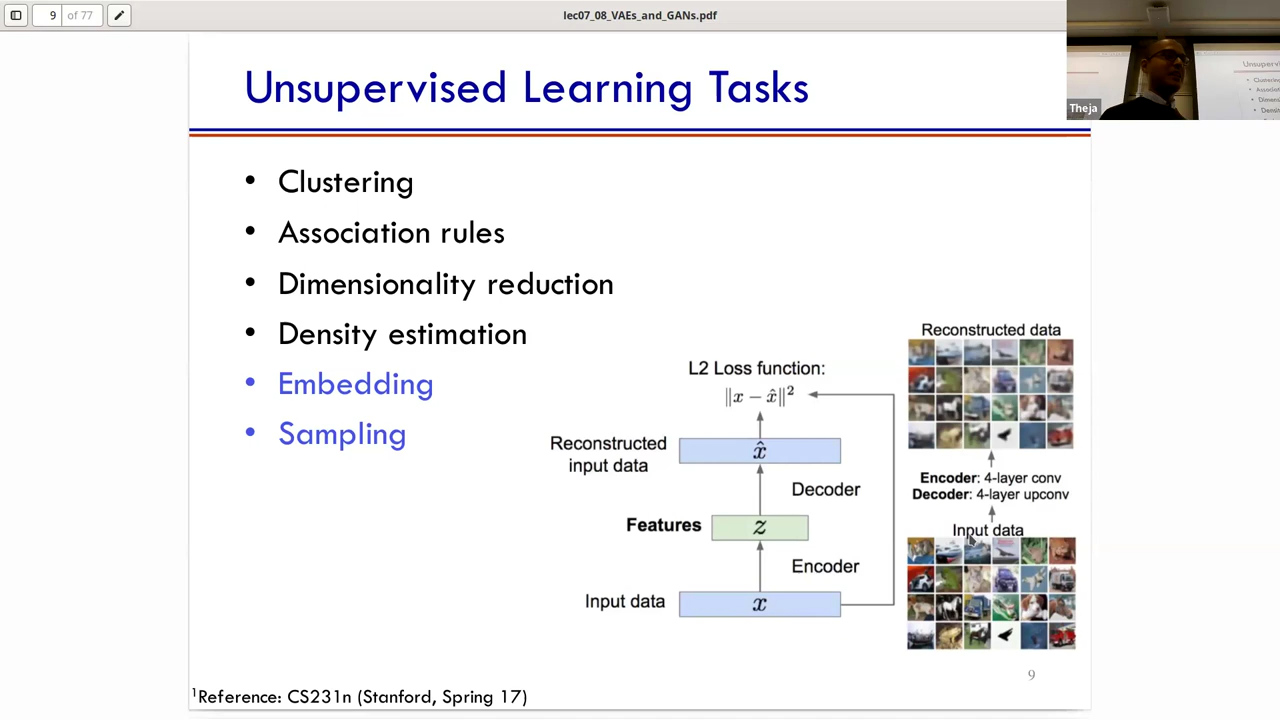 9 of 77
lec07_08_VAEs_and_GANs.pdf
Theja
Unsupervised Learning Tasks
• Clustering
• Association rules
• Dimensionality reduction
• Density estimation
• Embedding
• Sampling
L2 Loss function:
‖x − x̂‖²
Reconstructed
input data
x̂
Decoder
Features
z
Encoder
Input data
x
Reconstructed data
Encoder: 4-layer conv
Decoder: 4-layer upconv
Input data
9
¹Reference: CS231n (Stanford, Spring 17)